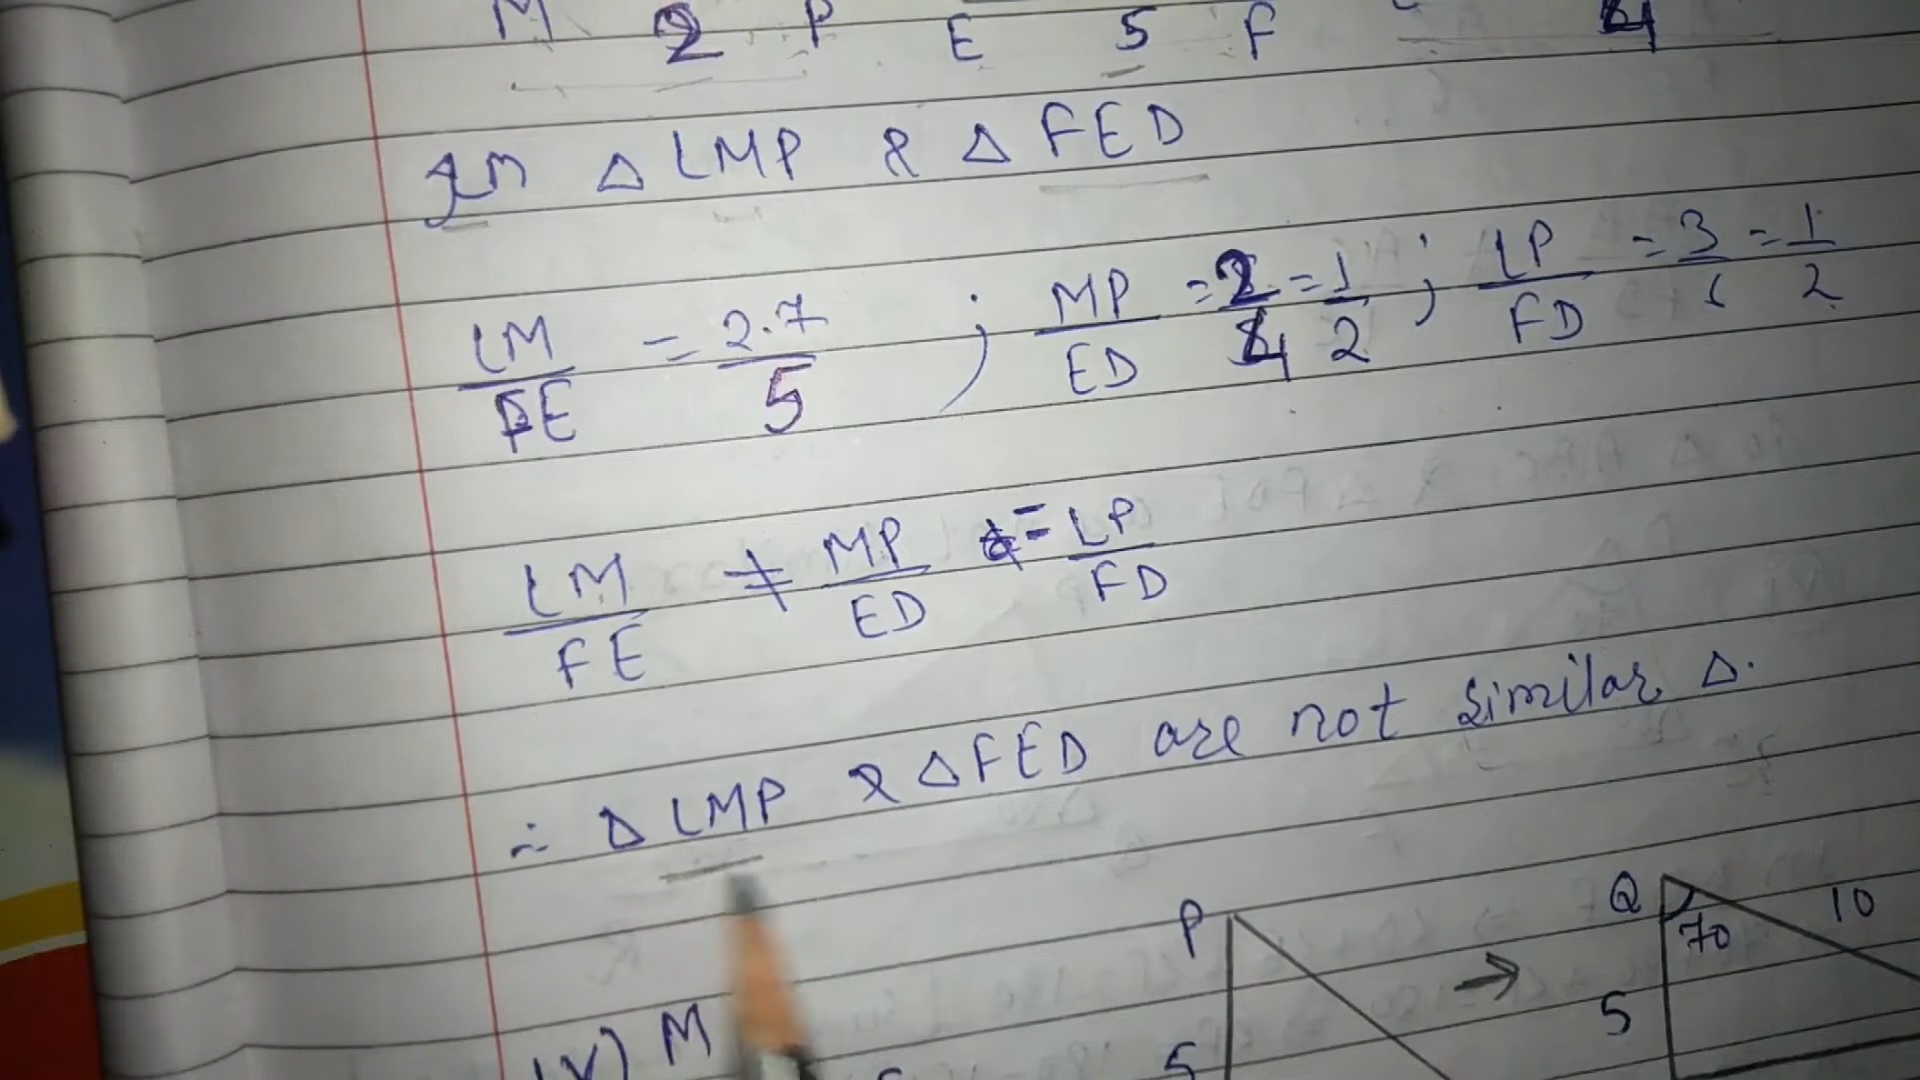 M 2 P E 5 F 4
In △ LMP & △ FED
LM/FE = 2.7/5 ; MP/ED = 2/4 = 1/2 ; LP/FD = 3/6 = 1/2
LM/FE ≠ MP/ED = LP/FD
∴ △ LMP & △ FED are not similar △.
P Q 70 10
5 5
(V) M